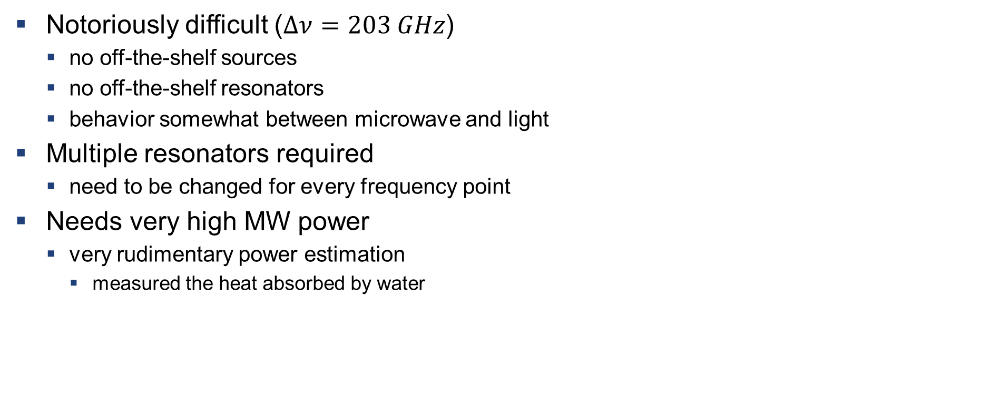 ▪ Notoriously difficult (Δ𝜈 = 203 𝐺𝐻𝑧)
▪ no off-the-shelf sources
▪ no off-the-shelf resonators
▪ behavior somewhat between microwave and light
▪ Multiple resonators required
▪ need to be changed for every frequency point
▪ Needs very high MW power
▪ very rudimentary power estimation
▪ measured the heat absorbed by water